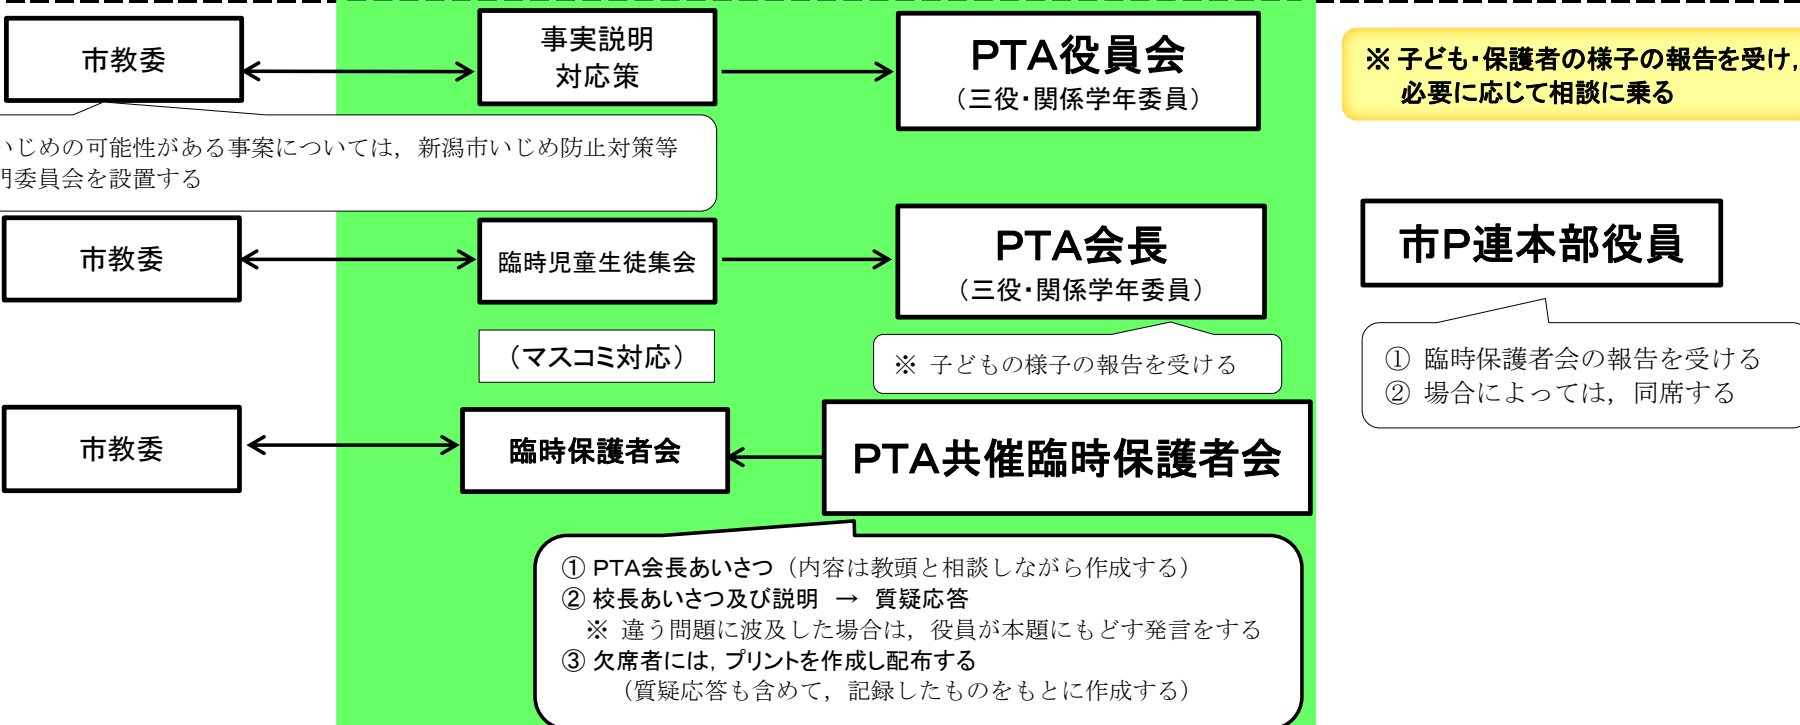 市教委
事実説明
対応策
PTA役員会
（三役・関係学年委員）
※ 子ども・保護者の様子の報告を受け，
必要に応じて相談に乗る
いじめの可能性がある事案については，新潟市いじめ防止対策等
門委員会を設置する
市教委
臨時児童生徒集会
PTA会長
（三役・関係学年委員）
市P連本部役員
（マスコミ対応）
※ 子どもの様子の報告を受ける
① 臨時保護者会の報告を受ける
② 場合によっては，同席する
市教委
臨時保護者会
PTA共催臨時保護者会
① PTA会長あいさつ（内容は教頭と相談しながら作成する）
② 校長あいさつ及び説明 → 質疑応答
※ 違う問題に波及した場合は，役員が本題にもどす発言をする
③ 欠席者には，プリントを作成し配布する
（質疑応答も含めて，記録したものをもとに作成する）